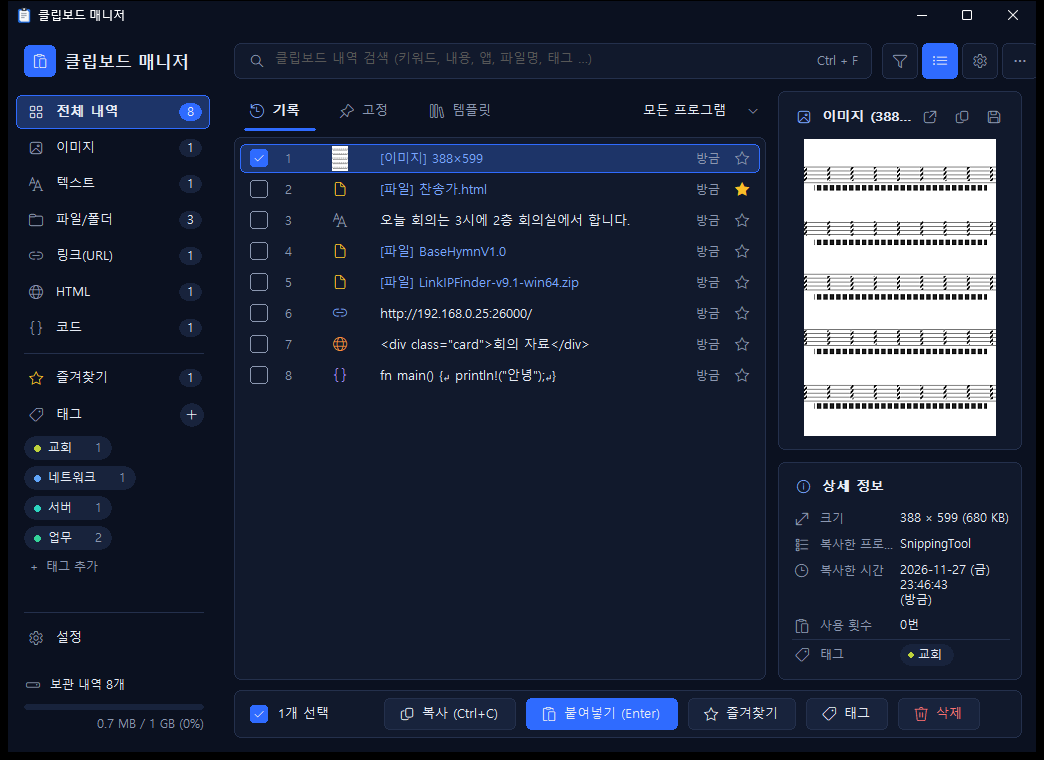 클립보드 매니저
클립보드 매니저
클립보드 내역 검색 (키워드, 내용, 앱, 파일명, 태그 ...)
Ctrl + F
전체 내역 8
이미지 1
텍스트 1
파일/폴더 3
링크(URL) 1
HTML 1
{ } 코드 1
즐겨찾기 1
태그 +
교회 1
네트워크 1
서버 1
업무 2
+ 태그 추가
설정
보관 내역 8개
0.7 MB / 1 GB (0%)
기록
고정
템플릿
모든 프로그램
1 [이미지] 388×599 방금
2 [파일] 찬송가.html 방금
3 오늘 회의는 3시에 2층 회의실에서 합니다. 방금
4 [파일] BaseHymnV1.0 방금
5 [파일] LinkIPFinder-v9.1-win64.zip 방금
6 http://192.168.0.25:26000/ 방금
7 <div class="card">회의 자료</div> 방금
8 { } fn main() {↲ println!("안녕");↲} 방금
이미지 (388...
상세 정보
크기 388 × 599 (680 KB)
복사한 프로... SnippingTool
복사한 시간 2026-11-27 (금)
23:46:43
(방금)
사용 횟수 0번
태그 교회
1개 선택
복사 (Ctrl+C)
붙여넣기 (Enter)
즐겨찾기
태그
삭제